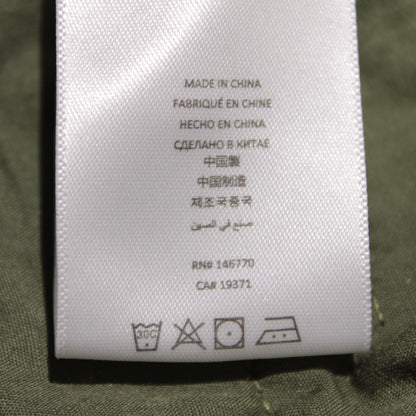 MADE IN CHINA
FABRIQUÉ EN CHINE
HECHO EN CHINA
СДЕЛАНО В КИТАЕ
中国製
中国制造
제조국중국
صنع في الصين
RN# 146770
CA# 19371
30C